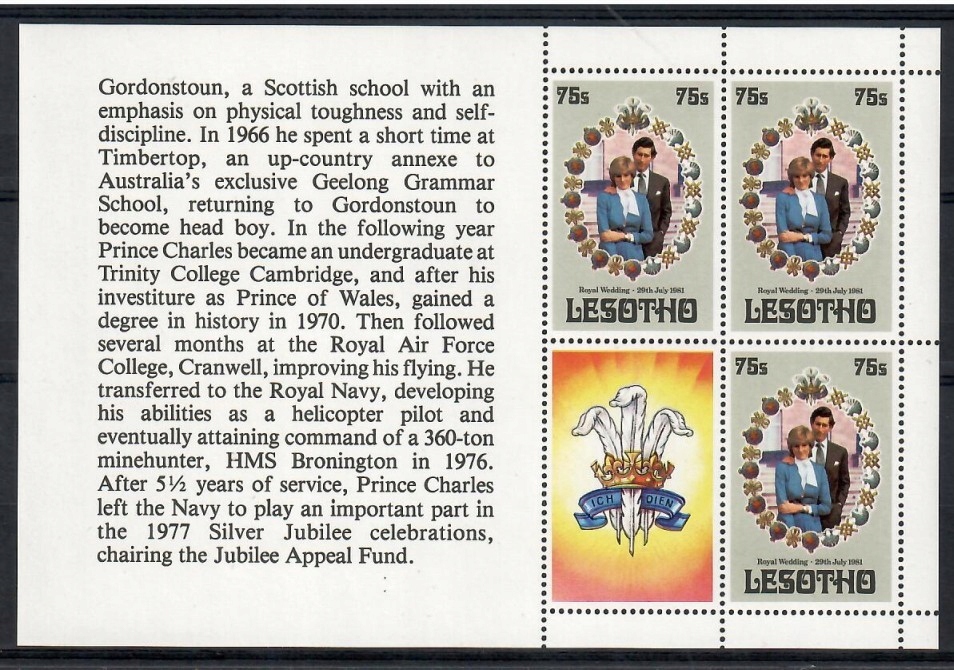 Gordonstoun, a Scottish school with an
emphasis on physical toughness and self-
discipline. In 1966 he spent a short time at
Timbertop, an up-country annexe to
Australia's exclusive Geelong Grammar
School, returning to Gordonstoun to
become head boy. In the following year
Prince Charles became an undergraduate at
Trinity College Cambridge, and after his
investiture as Prince of Wales, gained a
degree in history in 1970. Then followed
several months at the Royal Air Force
College, Cranwell, improving his flying. He
transferred to the Royal Navy, developing
his abilities as a helicopter pilot and
eventually attaining command of a 360-ton
minehunter, HMS Bronington in 1976.
After 5½ years of service, Prince Charles
left the Navy to play an important part in
the 1977 Silver Jubilee celebrations,
chairing the Jubilee Appeal Fund.
75s 75s
Royal Wedding · 29th July 1981
LESOTHO
75s 75s
Royal Wedding · 29th July 1981
LESOTHO
ICH DIEN
75s 75s
Royal Wedding · 29th July 1981
LESOTHO